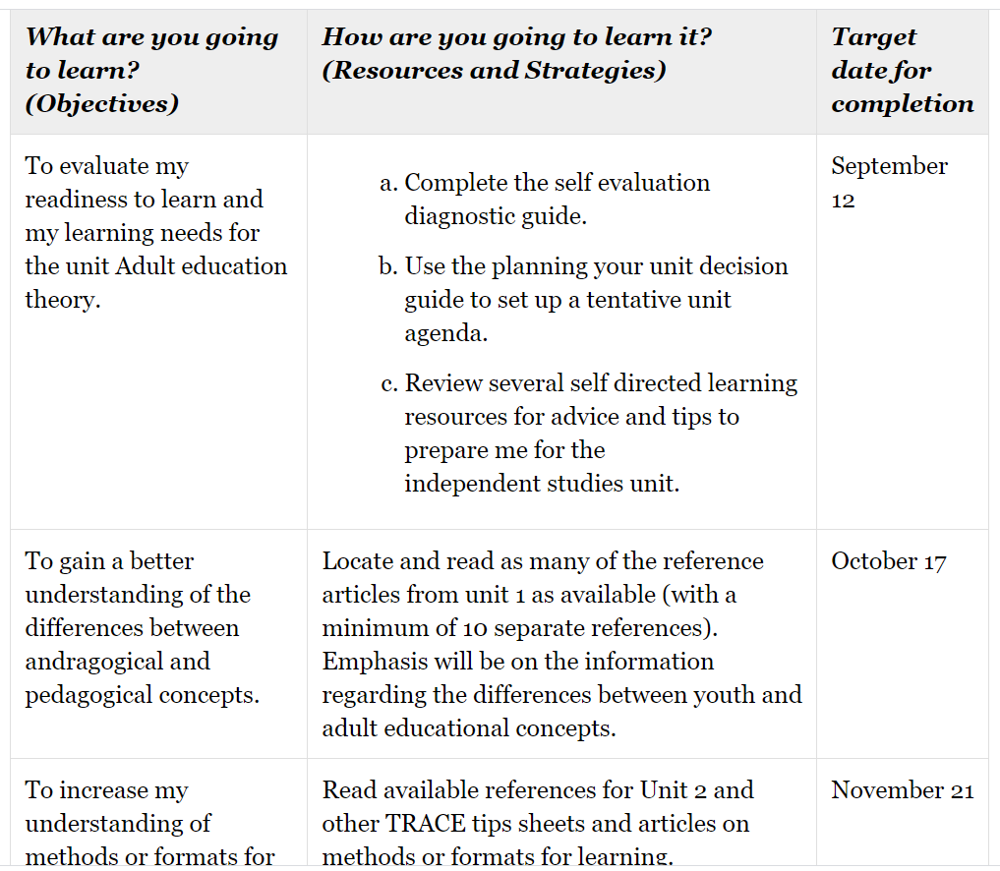 What are you going
to learn?
(Objectives)
How are you going to learn it?
(Resources and Strategies)
Target
date for
completion
To evaluate my
readiness to learn and
my learning needs for
the unit Adult education
theory.
a. Complete the self evaluation
diagnostic guide.
b. Use the planning your unit decision
guide to set up a tentative unit
agenda.
c. Review several self directed learning
resources for advice and tips to
prepare me for the
independent studies unit.
September
12
To gain a better
understanding of the
differences between
andragogical and
pedagogical concepts.
Locate and read as many of the reference
articles from unit 1 as available (with a
minimum of 10 separate references).
Emphasis will be on the information
regarding the differences between youth and
adult educational concepts.
October 17
To increase my
understanding of
methods or formats for
Read available references for Unit 2 and
other TRACE tips sheets and articles on
methods or formats for learning.
November 21